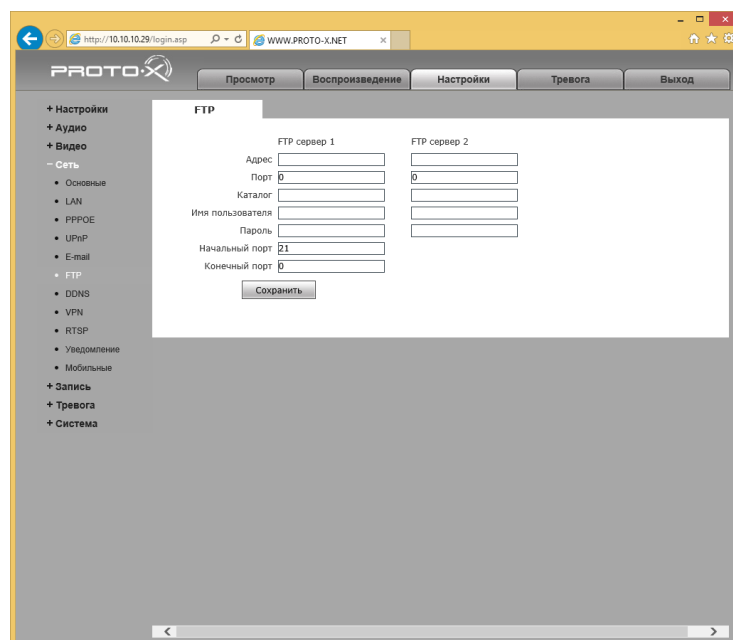 http://10.10.10.29/login.asp
WWW.PROTO-X.NET
PROTO-X
Просмотр
Воспроизведение
Настройки
Тревога
Выход
+ Настройки
+ Аудио
+ Видео
− Сеть
• Основные
• LAN
• PPPOE
• UPnP
• E-mail
• FTP
• DDNS
• VPN
• RTSP
• Уведомление
• Мобильные
+ Запись
+ Тревога
+ Система
FTP
FTP сервер 1 FTP сервер 2
Адрес
Порт 0 0
Каталог
Имя пользователя
Пароль
Начальный порт 21
Конечный порт 0
Сохранить